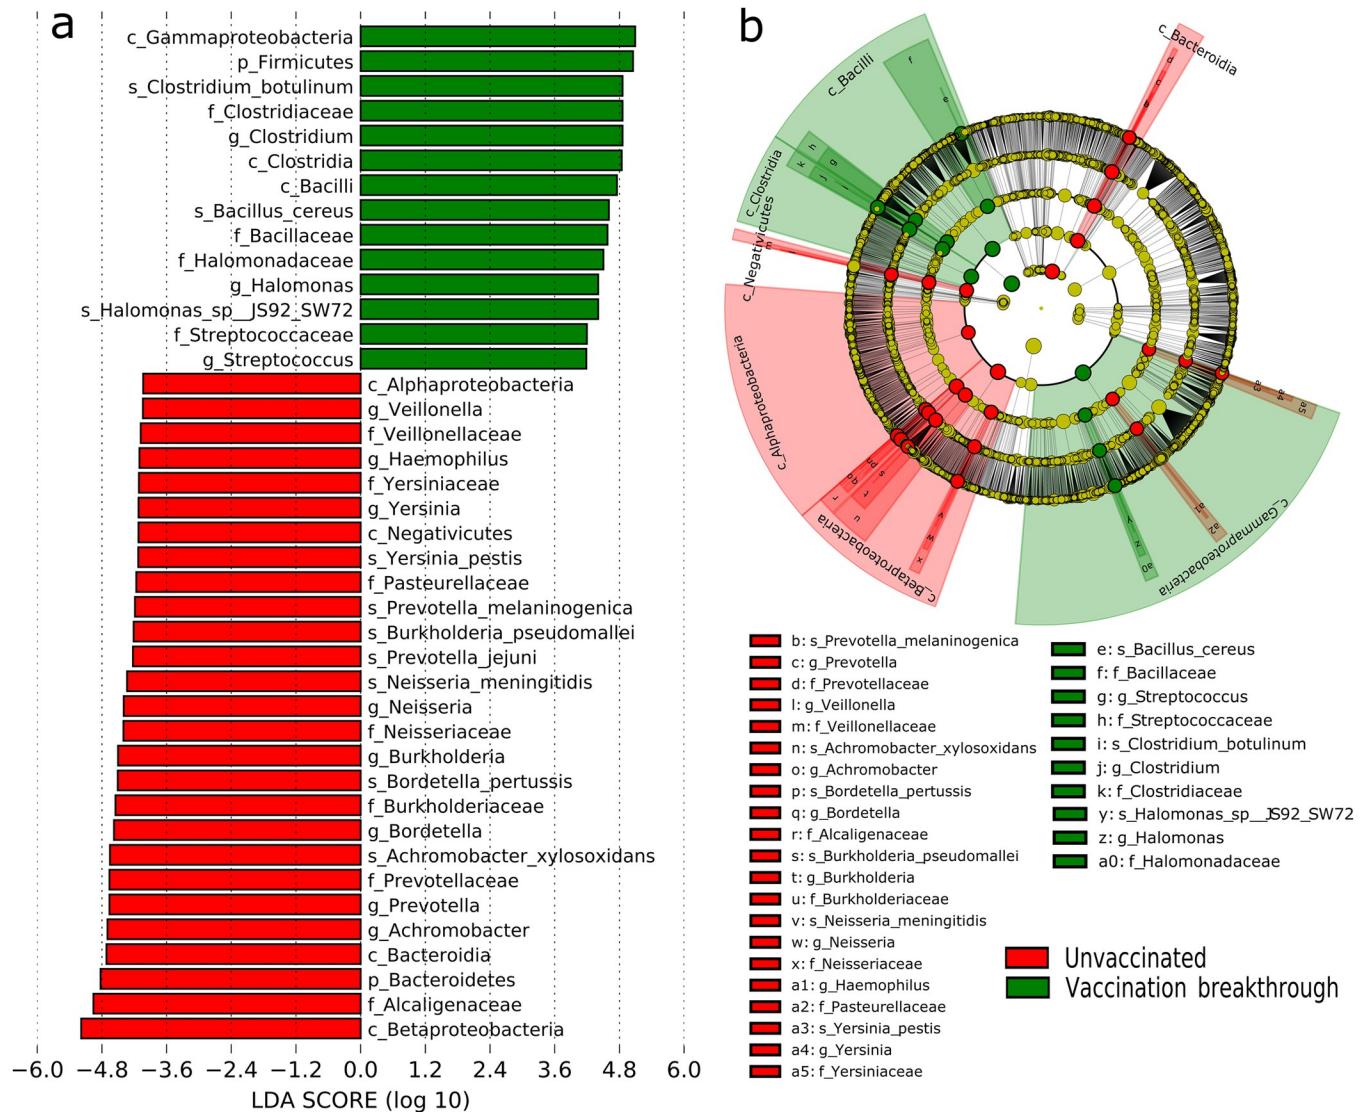 a
c_Gammaproteobacteria
p_Firmicutes
s_Clostridium_botulinum
f_Clostridiaceae
g_Clostridium
c_Clostridia
c_Bacilli
s_Bacillus_cereus
f_Bacillaceae
f_Halomonadaceae
g_Halomonas
s_Halomonas_sp__JS92_SW72
f_Streptococcaceae
g_Streptococcus
c_Alphaproteobacteria
g_Veillonella
f_Veillonellaceae
g_Haemophilus
f_Yersiniaceae
g_Yersinia
c_Negativicutes
s_Yersinia_pestis
f_Pasteurellaceae
s_Prevotella_melaninogenica
s_Burkholderia_pseudomallei
s_Prevotella_jejuni
s_Neisseria_meningitidis
g_Neisseria
f_Neisseriaceae
g_Burkholderia
s_Bordetella_pertussis
f_Burkholderiaceae
g_Bordetella
s_Achromobacter_xylosoxidans
f_Prevotellaceae
g_Prevotella
g_Achromobacter
c_Bacteroidia
p_Bacteroidetes
f_Alcaligenaceae
c_Betaproteobacteria
−6.0 −4.8 −3.6 −2.4 −1.2 0.0 1.2 2.4 3.6 4.8 6.0
LDA SCORE (log 10)
b
c_Bacteroidia
d
c
c_Bacilli
f
e
h
g
k
j
c_Clostridia
c_Negativicutes
m
c_Alphaproteobacteria
r
u
t
s
c_Betaproteobacteria
v
w
x
y
z
a0
a1
a2
c_Gammaproteobacteria
a3
a4
a5
b: s_Prevotella_melaninogenica
c: g_Prevotella
d: f_Prevotellaceae
l: g_Veillonella
m: f_Veillonellaceae
n: s_Achromobacter_xylosoxidans
o: g_Achromobacter
p: s_Bordetella_pertussis
q: g_Bordetella
r: f_Alcaligenaceae
s: s_Burkholderia_pseudomallei
t: g_Burkholderia
u: f_Burkholderiaceae
v: s_Neisseria_meningitidis
w: g_Neisseria
x: f_Neisseriaceae
a1: g_Haemophilus
a2: f_Pasteurellaceae
a3: s_Yersinia_pestis
a4: g_Yersinia
a5: f_Yersiniaceae
e: s_Bacillus_cereus
f: f_Bacillaceae
g: g_Streptococcus
h: f_Streptococcaceae
i: s_Clostridium_botulinum
j: g_Clostridium
k: f_Clostridiaceae
y: s_Halomonas_sp__JS92_SW72
z: g_Halomonas
a0: f_Halomonadaceae
Unvaccinated
Vaccination breakthrough